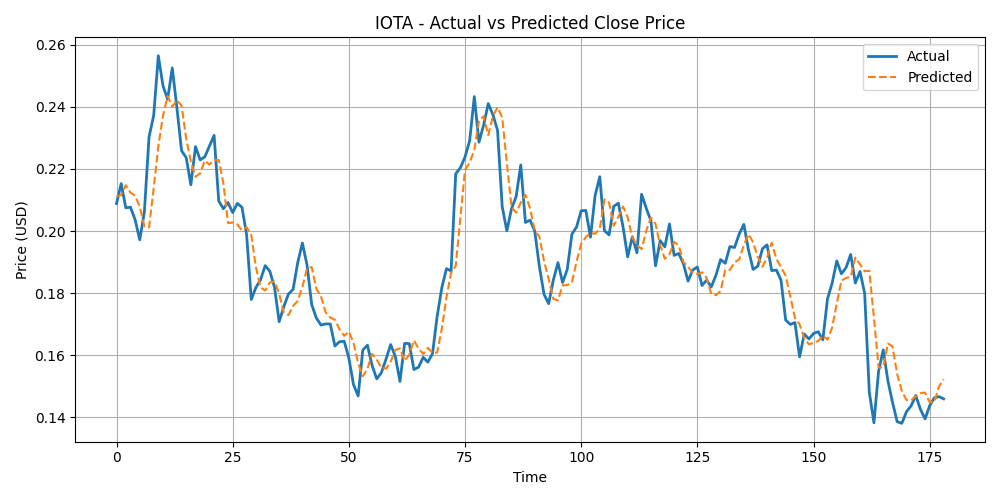 IOTA - Actual vs Predicted Close Price
Actual
Predicted
Price (USD)
0.26
0.24
0.22
0.20
0.18
0.16
0.14
0 25 50 75 100 125 150 175
Time